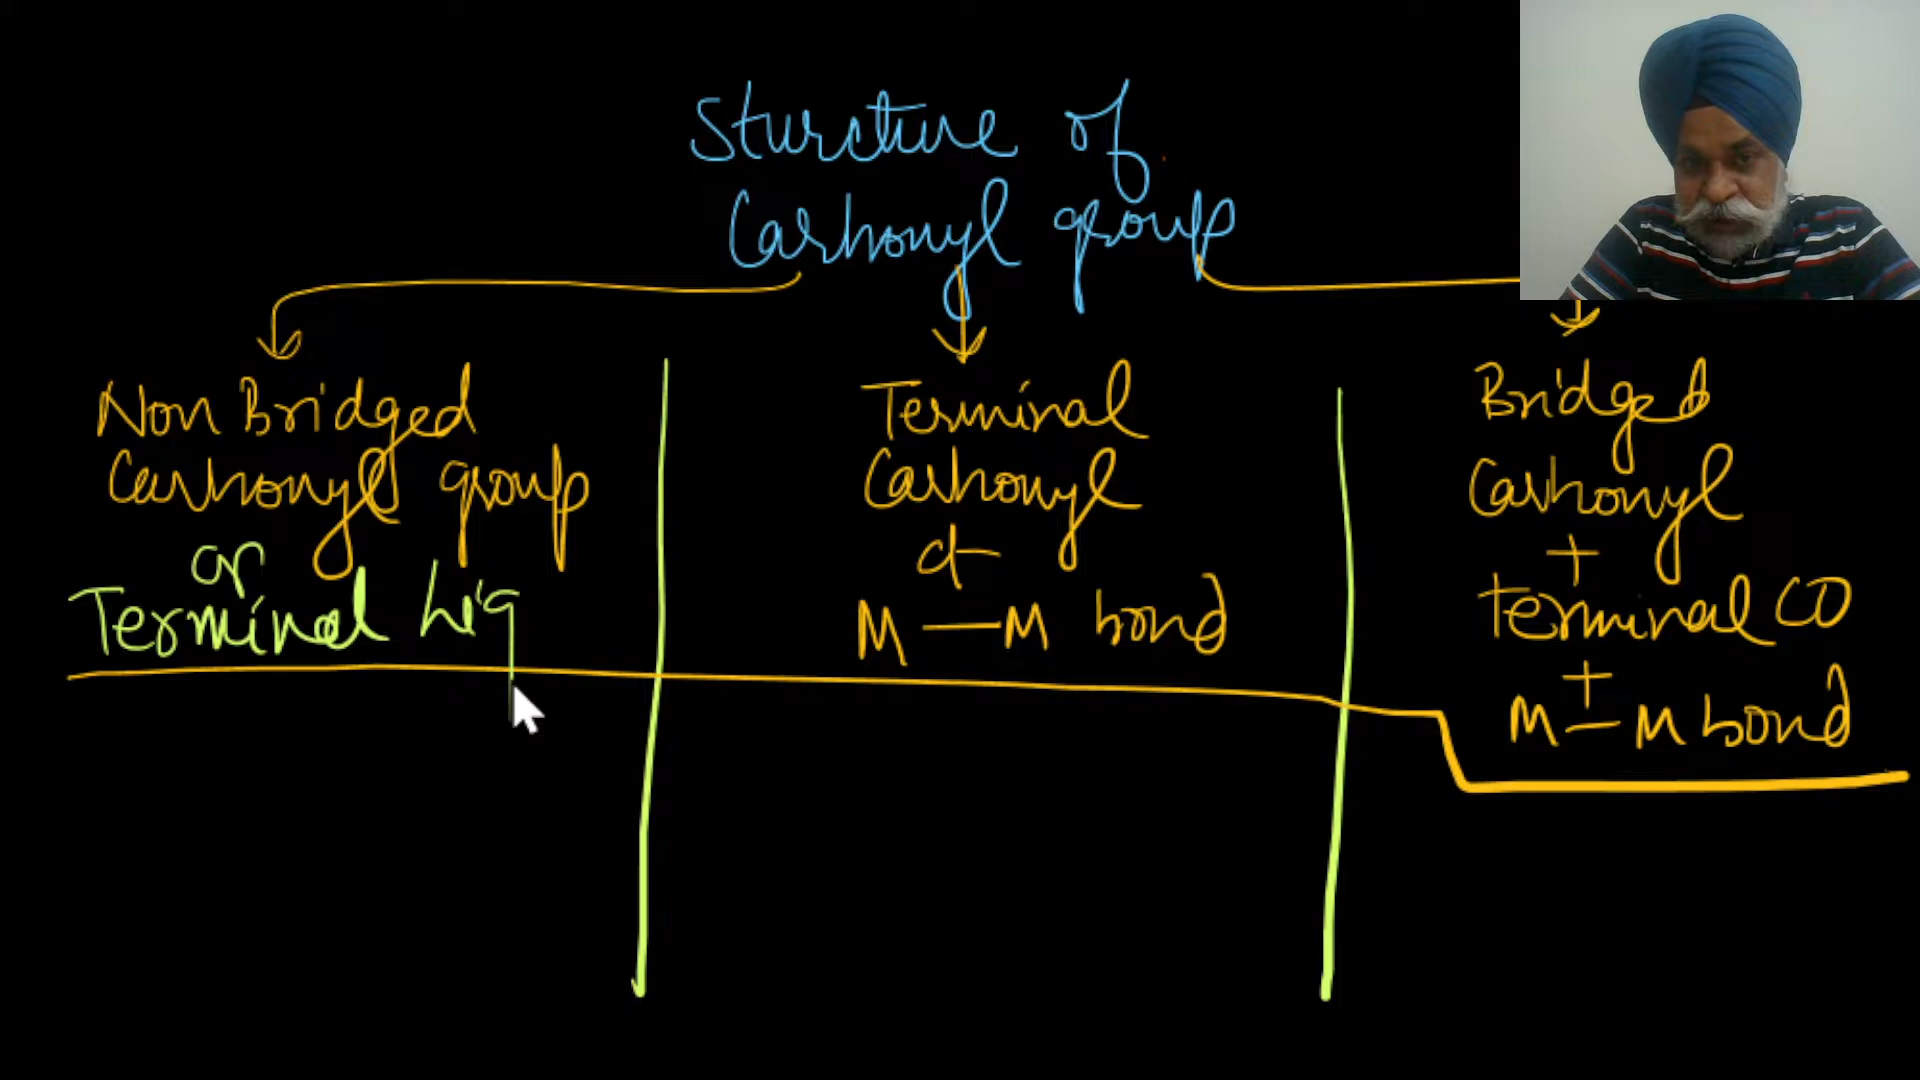 Sturcture of
Carbonyl group
Non Bridged
Carbonyl group
or
Terminal Lig
Terminal
Carbonyl
&
M — M bond
Bridged
Carbonyl
+
terminal CO
+
M — M bond